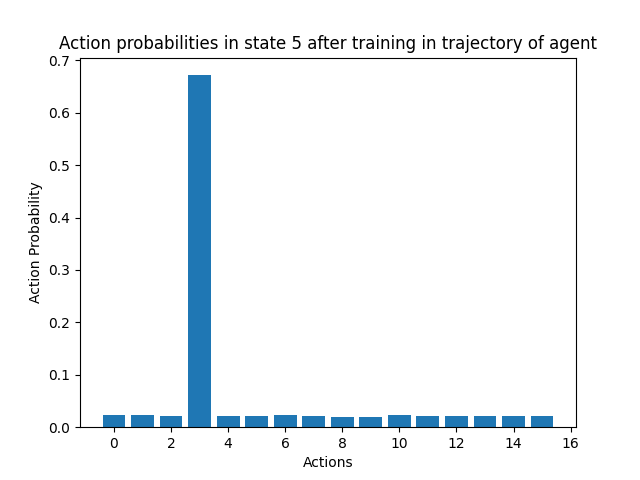 Action probabilities in state 5 after training in trajectory of agent
0.7
0.6
0.5
0.4
0.3
0.2
0.1
0.0
Action Probability
0 2 4 6 8 10 12 14 16
Actions